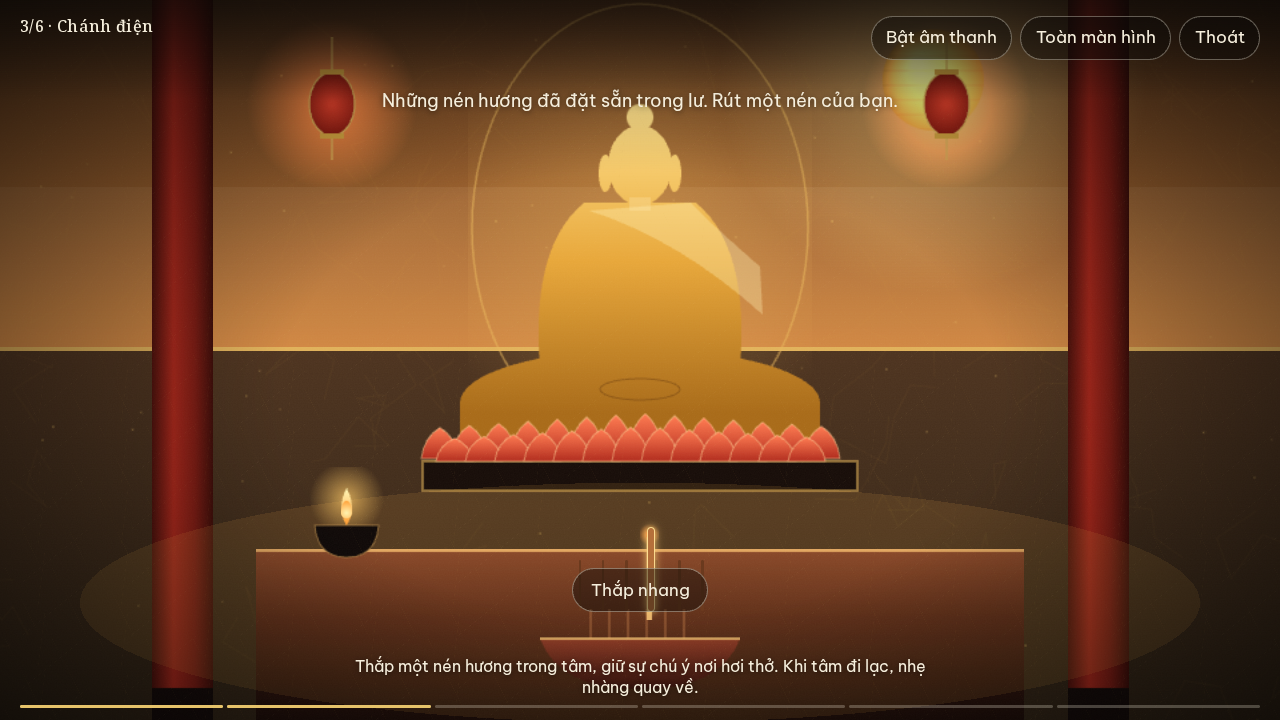 3/6 · Chánh điện
Bật âm thanh
Toàn màn hình
Thoát
Những nén hương đã đặt sẵn trong lư. Rút một nén của bạn.
Thắp nhang
Thắp một nén hương trong tâm, giữ sự chú ý nơi hơi thở. Khi tâm đi lạc, nhẹ
nhàng quay về.